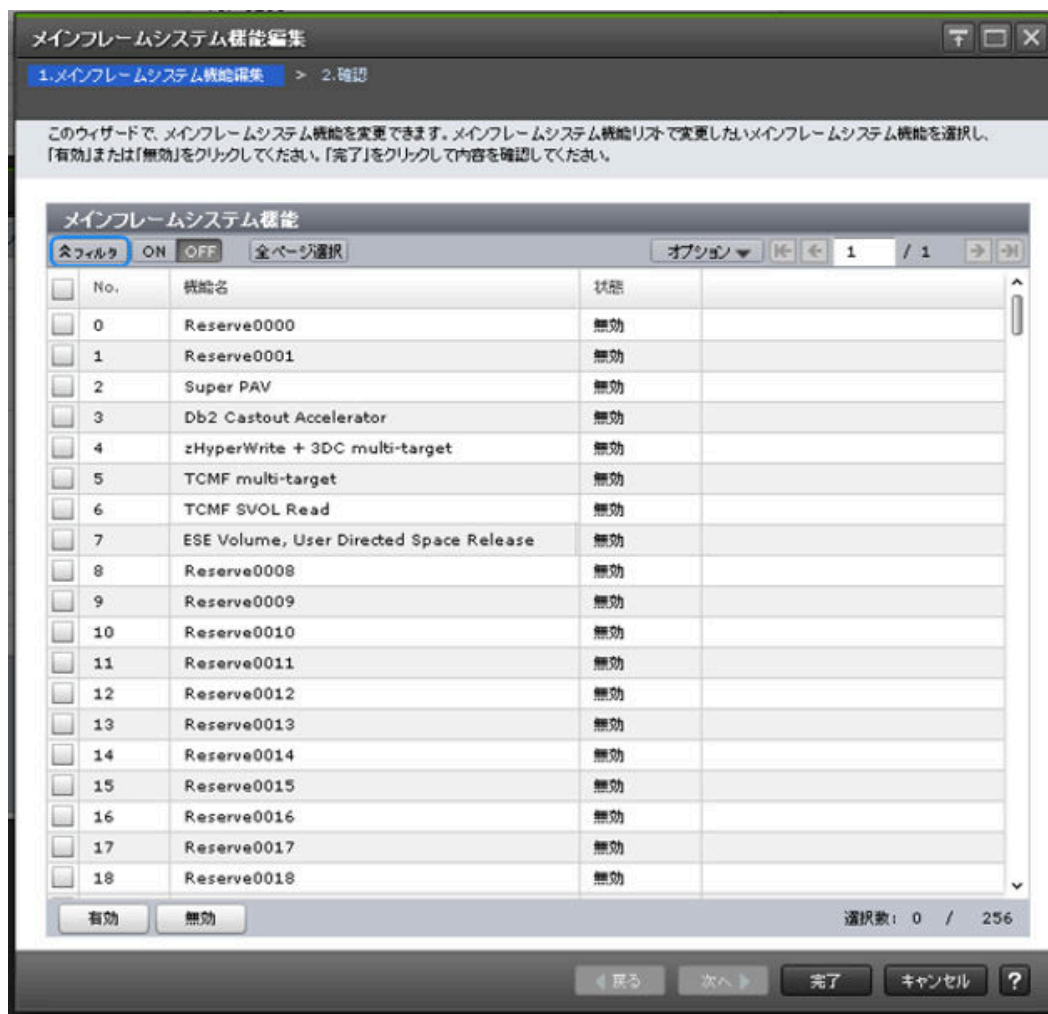 メインフレームシステム機能編集
1.メインフレームシステム機能編集 > 2.確認
このウィザードで、メインフレームシステム機能を変更できます。メインフレームシステム機能リストで変更したいメインフレームシステム機能を選択し、
「有効」または「無効」をクリックしてください。「完了」をクリックして内容を確認してください。
メインフレームシステム機能
フィルタ ON OFF 全ページ選択 オプション 1 / 1
No. 機能名 状態
0 Reserve0000 無効
1 Reserve0001 無効
2 Super PAV 無効
3 Db2 Castout Accelerator 無効
4 zHyperWrite + 3DC multi-target 無効
5 TCMF multi-target 無効
6 TCMF SVOL Read 無効
7 ESE Volume, User Directed Space Release 無効
8 Reserve0008 無効
9 Reserve0009 無効
10 Reserve0010 無効
11 Reserve0011 無効
12 Reserve0012 無効
13 Reserve0013 無効
14 Reserve0014 無効
15 Reserve0015 無効
16 Reserve0016 無効
17 Reserve0017 無効
18 Reserve0018 無効
有効 無効 選択数: 0 / 256
戻る 次へ 完了 キャンセル ?